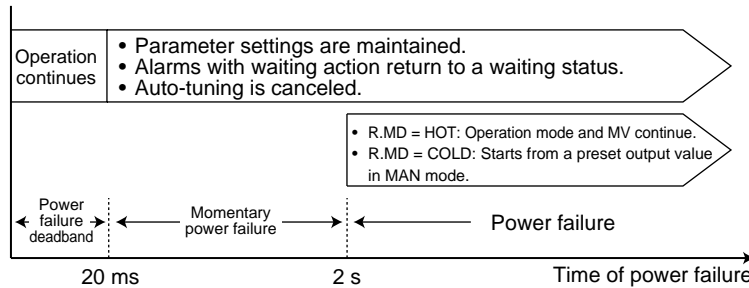 Operation
continues
• Parameter settings are maintained.
• Alarms with waiting action return to a waiting status.
• Auto-tuning is canceled.
• R.MD = HOT: Operation mode and MV continue.
• R.MD = COLD: Starts from a preset output value
in MAN mode.
Power
failure
deadband
Momentary
power failure
Power failure
20 ms
2 s
Time of power failure